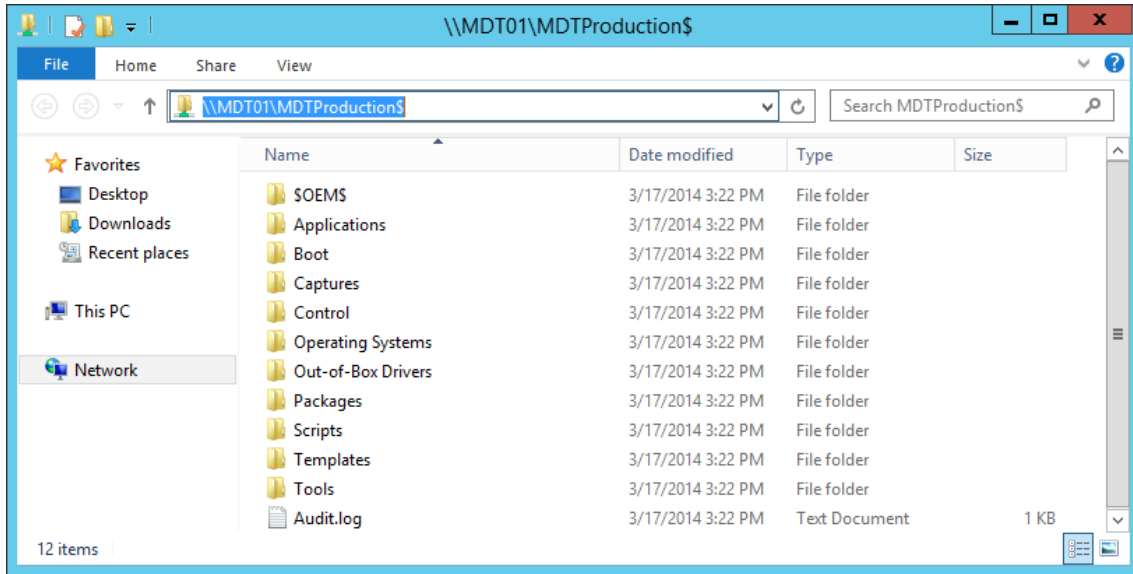 \\MDT01\MDTProduction$
File Home Share View
\\MDT01\MDTProduction$ Search MDTProduction$
Favorites
Desktop
Downloads
Recent places
This PC
Network
Name Date modified Type Size
$OEM$ 3/17/2014 3:22 PM File folder
Applications 3/17/2014 3:22 PM File folder
Boot 3/17/2014 3:22 PM File folder
Captures 3/17/2014 3:22 PM File folder
Control 3/17/2014 3:22 PM File folder
Operating Systems 3/17/2014 3:22 PM File folder
Out-of-Box Drivers 3/17/2014 3:22 PM File folder
Packages 3/17/2014 3:22 PM File folder
Scripts 3/17/2014 3:22 PM File folder
Templates 3/17/2014 3:22 PM File folder
Tools 3/17/2014 3:22 PM File folder
Audit.log 3/17/2014 3:22 PM Text Document 1 KB
12 items